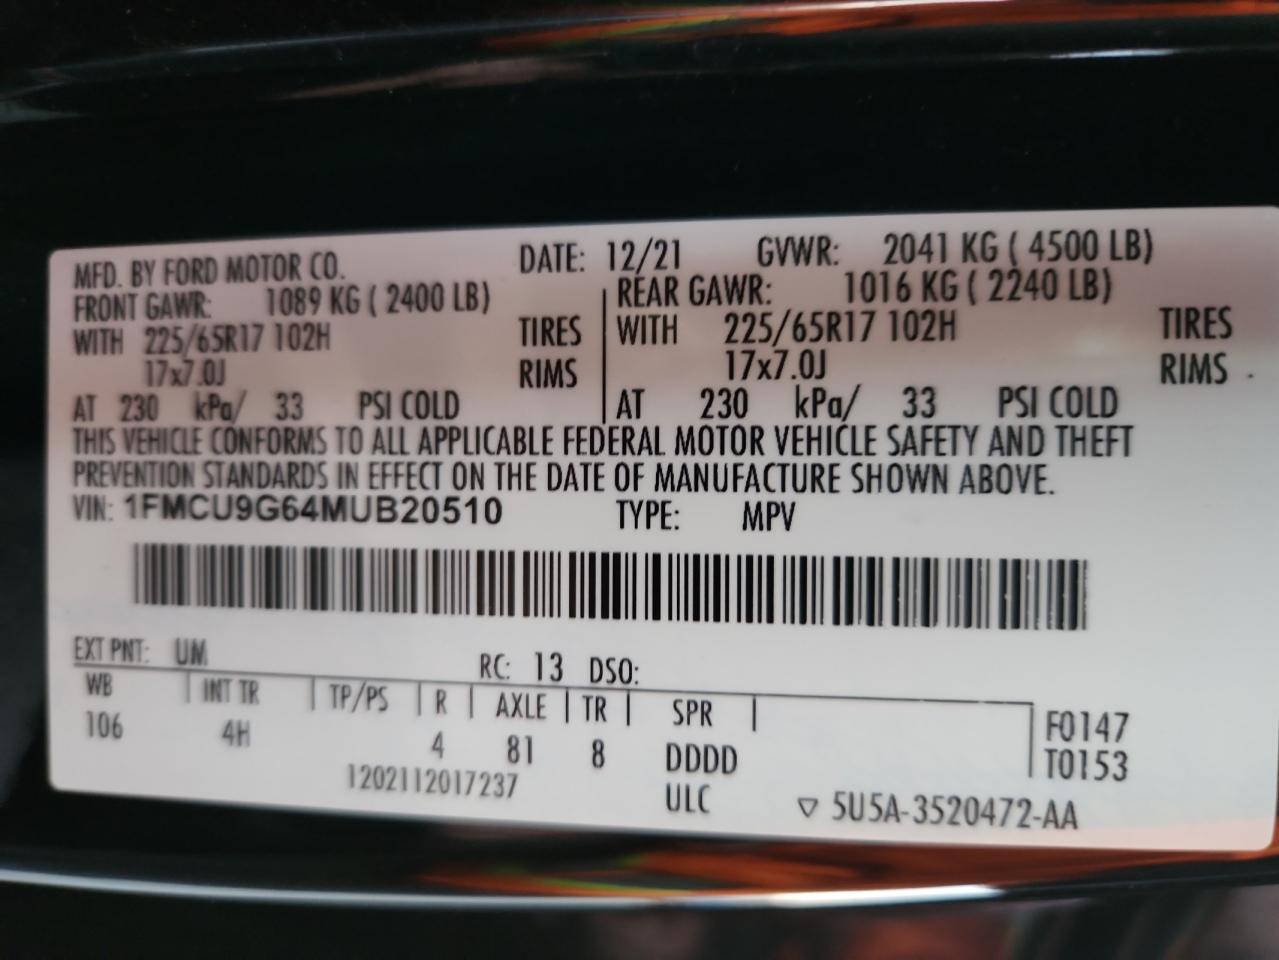 MFD. BY FORD MOTOR CO. DATE: 12/21 GVWR: 2041 KG ( 4500 LB)
FRONT GAWR: 1089 KG ( 2400 LB) REAR GAWR: 1016 KG ( 2240 LB)
WITH 225/65R17 102H TIRES WITH 225/65R17 102H TIRES
17x7.0J RIMS 17x7.0J RIMS
AT 230 kPa/ 33 PSI COLD AT 230 kPa/ 33 PSI COLD
THIS VEHICLE CONFORMS TO ALL APPLICABLE FEDERAL MOTOR VEHICLE SAFETY AND THEFT
PREVENTION STANDARDS IN EFFECT ON THE DATE OF MANUFACTURE SHOWN ABOVE.
VIN: 1FMCU9G64MUB20510 TYPE: MPV
EXT PNT: UM RC: 13 DSO:
WB INT TR TP/PS R AXLE TR SPR F0147
106 4H 4 81 8 DDDD T0153
1202112017237 ULC ▽ 5U5A-3520472-AA